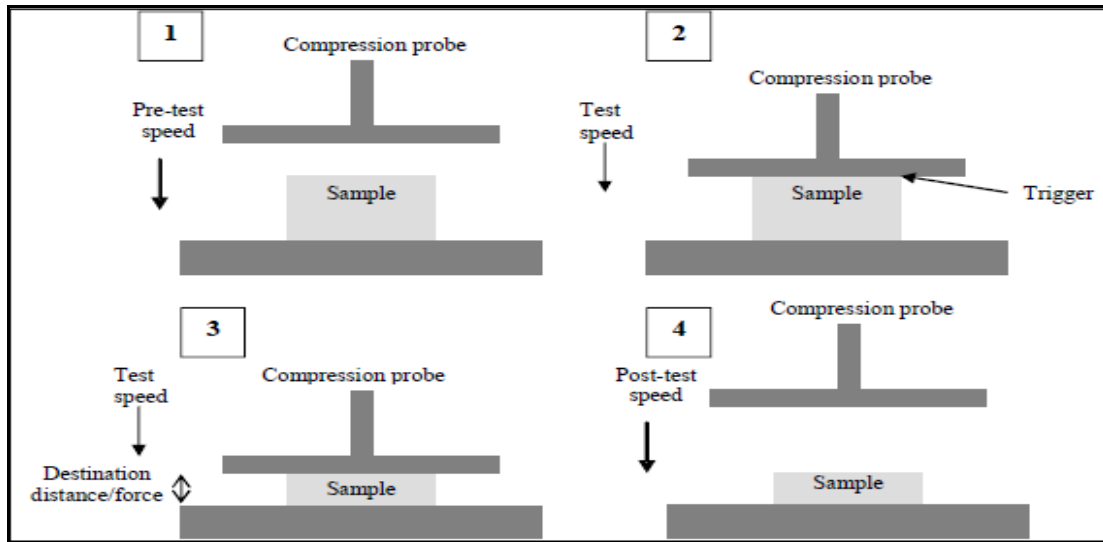 1
Compression probe
Pre-test
speed
Sample
2
Compression probe
Test
speed
Sample
Trigger
3
Compression probe
Test
speed
Destination
distance/force
Sample
4
Compression probe
Post-test
speed
Sample